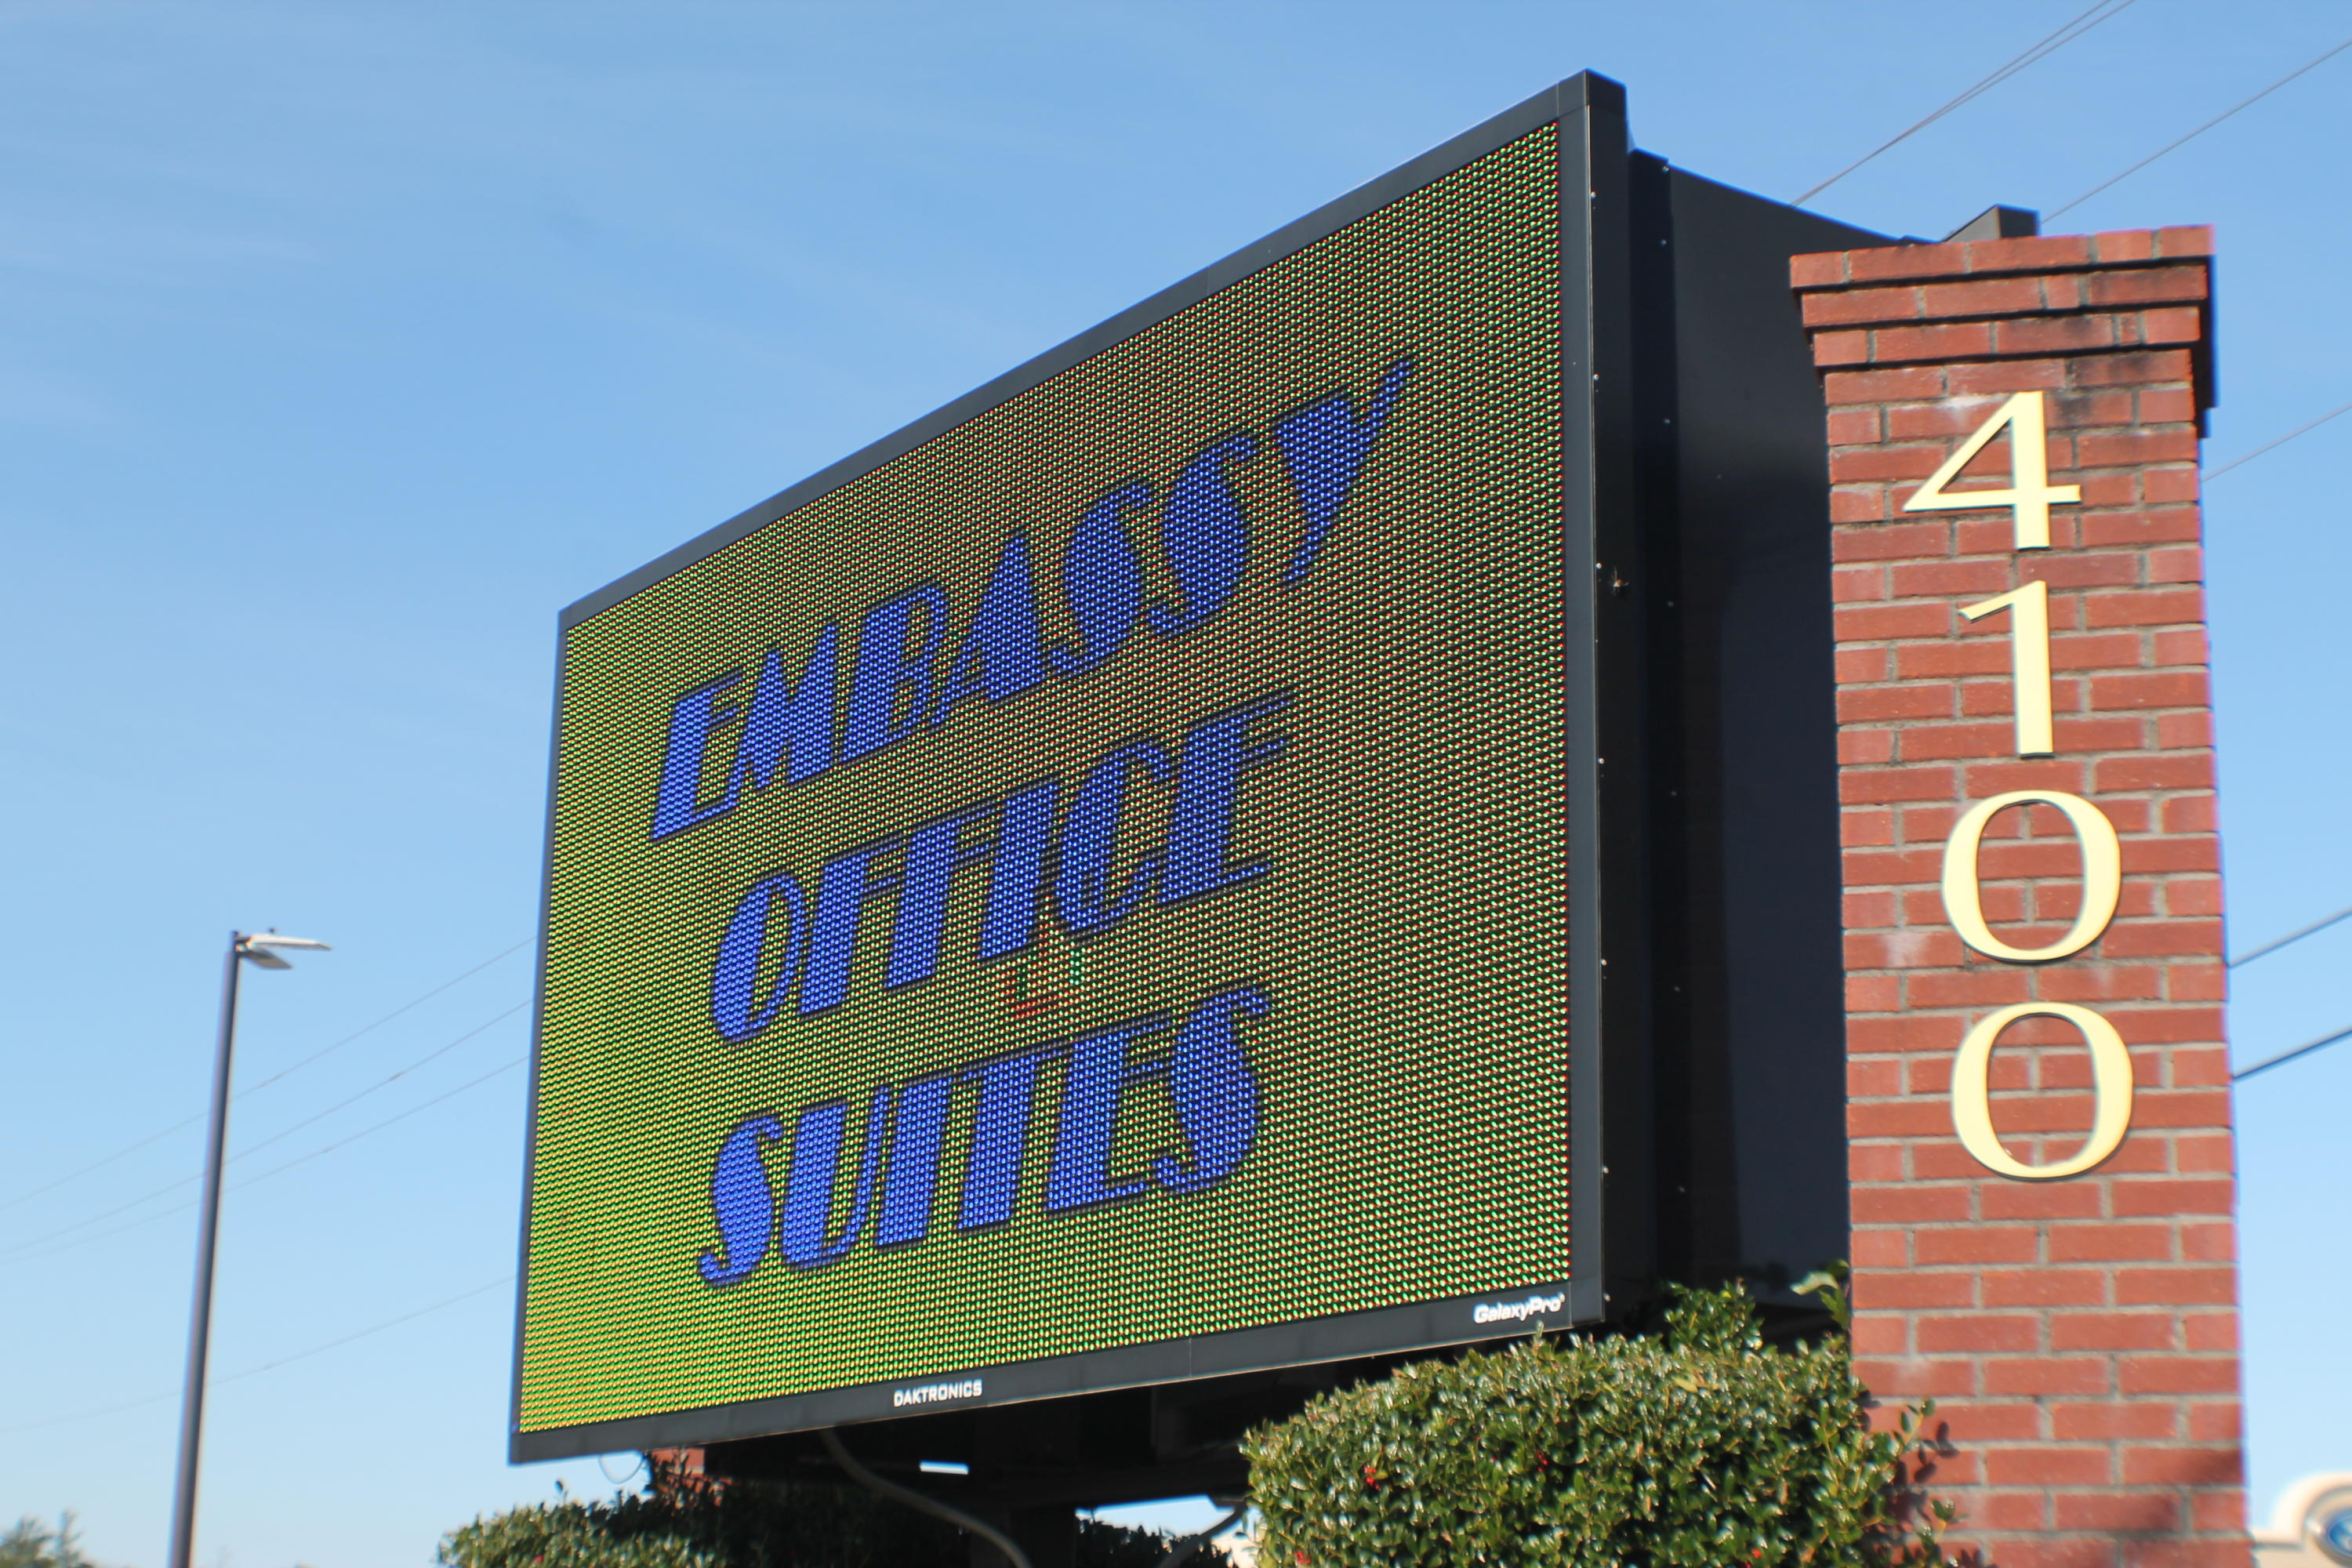 EMBASSY
OFFICE
SUITES
GalaxyPro
DAKTRONICS
4
1
0
0